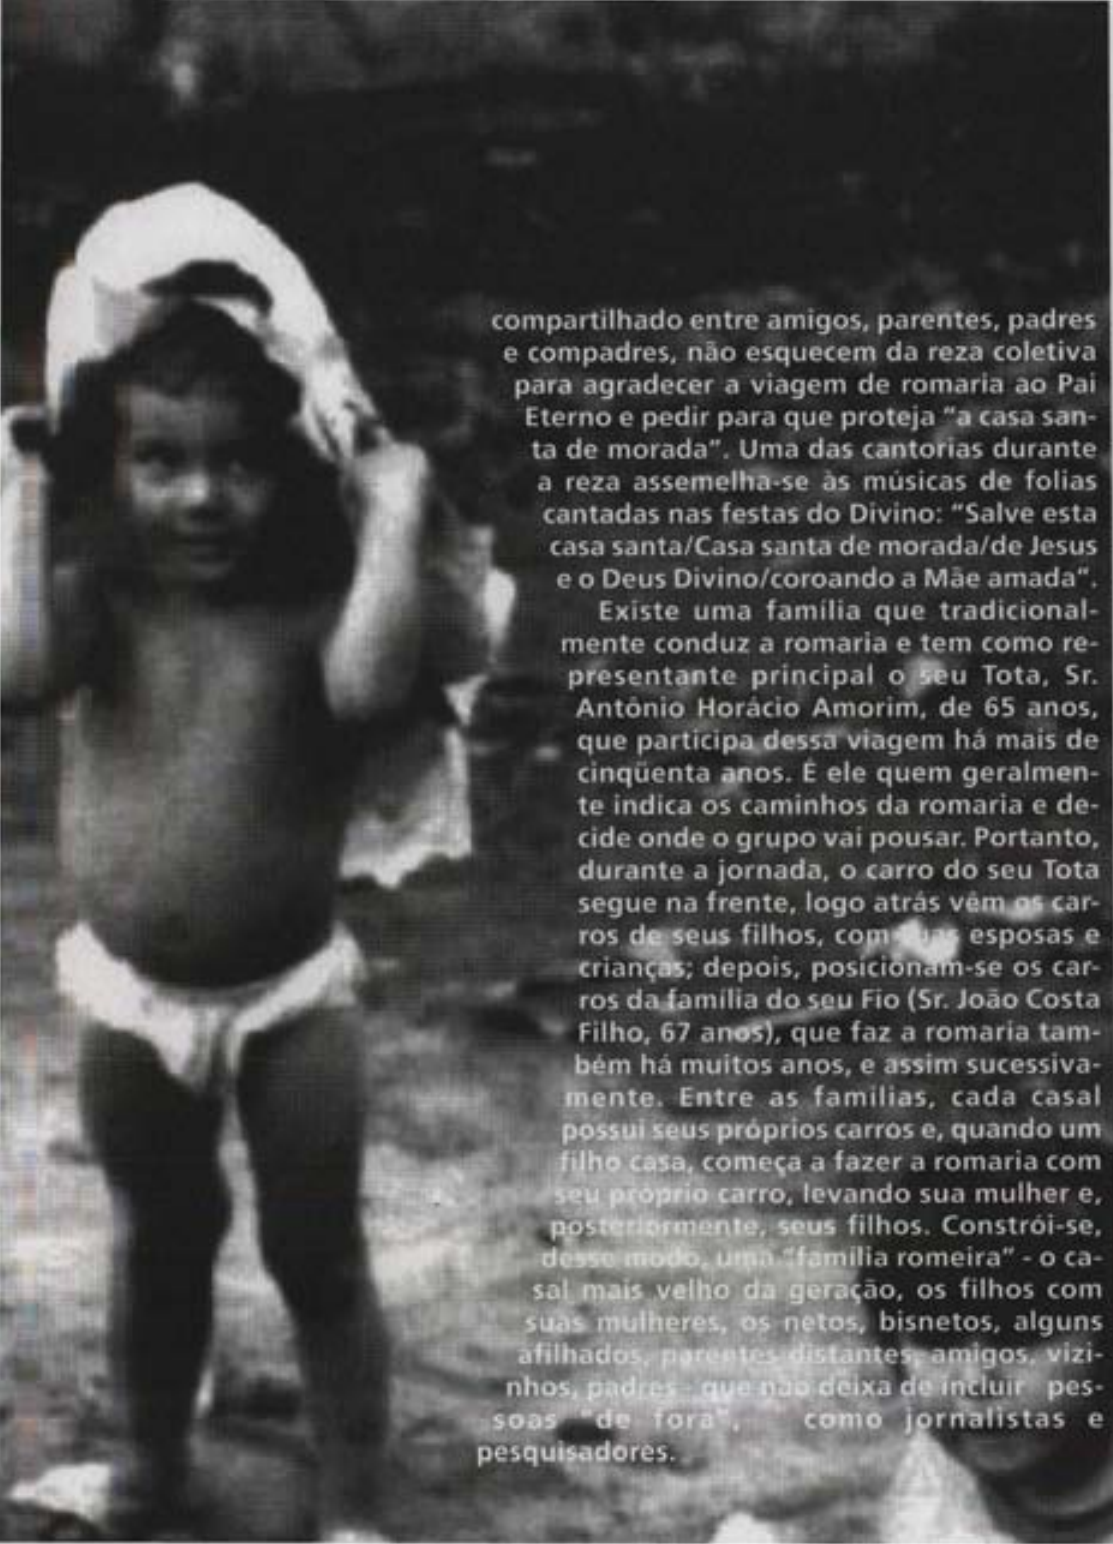 compartilhado entre amigos, parentes, padres
e compadres, não esquecem da reza coletiva
para agradecer a viagem de romaria ao Pai
Eterno e pedir para que proteja "a casa san-
ta de morada". Uma das cantorias durante
a reza assemelha-se às músicas de folias
cantadas nas festas do Divino: "Salve esta
casa santa/Casa santa de morada/de Jesus
e o Deus Divino/coroando a Mãe amada".
Existe uma família que tradicional-
mente conduz a romaria e tem como re-
presentante principal o seu Tota, Sr.
Antônio Horácio Amorim, de 65 anos,
que participa dessa viagem há mais de
cinqüenta anos. É ele quem geralmen-
te indica os caminhos da romaria e de-
cide onde o grupo vai pousar. Portanto,
durante a jornada, o carro do seu Tota
segue na frente, logo atrás vêm os car-
ros de seus filhos, com suas esposas e
crianças; depois, posicionam-se os car-
ros da família do seu Fio (Sr. João Costa
Filho, 67 anos), que faz a romaria tam-
bém há muitos anos, e assim sucessiva-
mente. Entre as famílias, cada casal
possui seus próprios carros e, quando um
filho casa, começa a fazer a romaria com
seu próprio carro, levando sua mulher e,
posteriormente, seus filhos. Constrói-se,
desse modo, uma "família romeira" - o ca-
sal mais velho da geração, os filhos com
suas mulheres, os netos, bisnetos, alguns
afilhados, parentes distantes, amigos, vizi-
nhos, padres - que não deixa de incluir pes-
soas "de fora", como jornalistas e
pesquisadores.